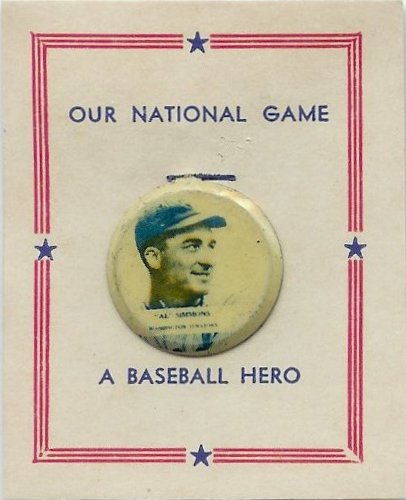 OUR NATIONAL GAME
"AL" SIMMONS
WASHINGTON SENATORS
A BASEBALL HERO